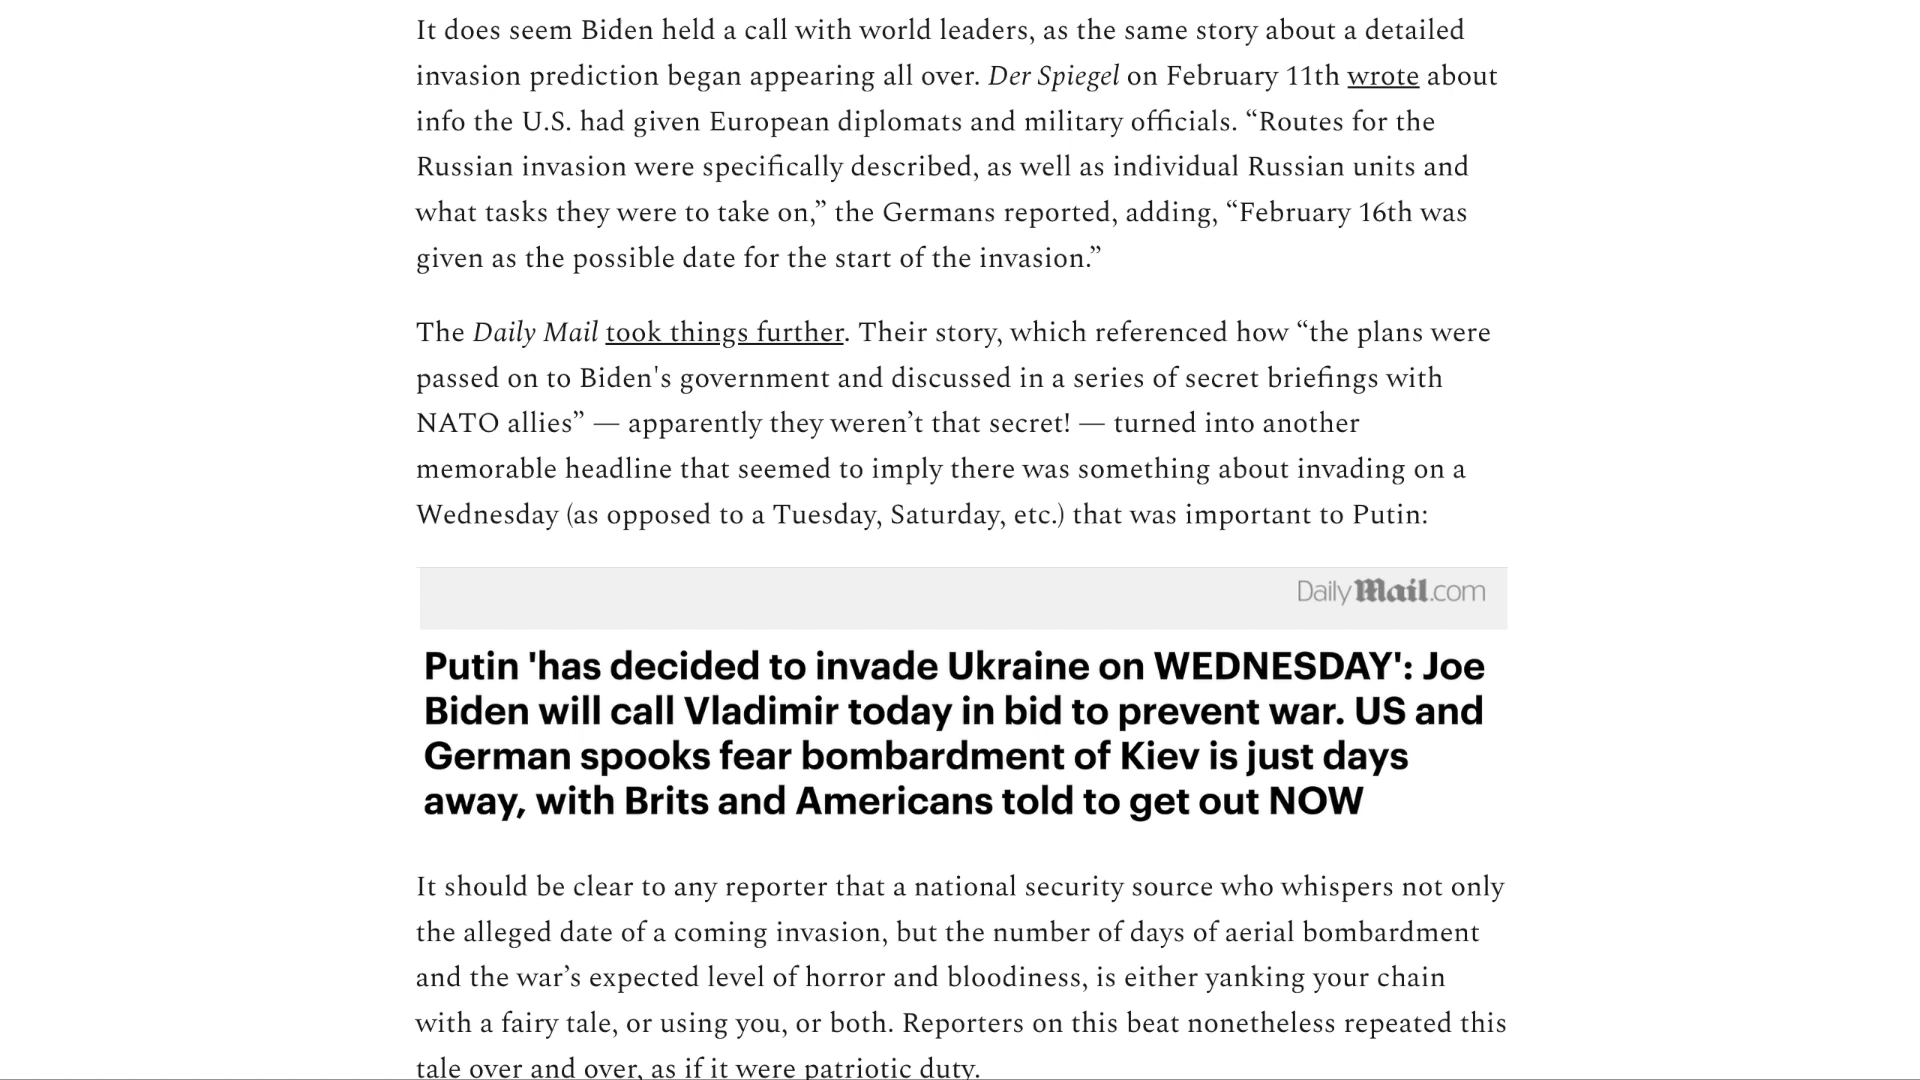 It does seem Biden held a call with world leaders, as the same story about a detailed
invasion prediction began appearing all over. Der Spiegel on February 11th wrote about
info the U.S. had given European diplomats and military officials. “Routes for the
Russian invasion were specifically described, as well as individual Russian units and
what tasks they were to take on,” the Germans reported, adding, “February 16th was
given as the possible date for the start of the invasion.”
The Daily Mail took things further. Their story, which referenced how “the plans were
passed on to Biden's government and discussed in a series of secret briefings with
NATO allies” — apparently they weren’t that secret! — turned into another
memorable headline that seemed to imply there was something about invading on a
Wednesday (as opposed to a Tuesday, Saturday, etc.) that was important to Putin:
DailyMail.com
Putin 'has decided to invade Ukraine on WEDNESDAY': Joe
Biden will call Vladimir today in bid to prevent war. US and
German spooks fear bombardment of Kiev is just days
away, with Brits and Americans told to get out NOW
It should be clear to any reporter that a national security source who whispers not only
the alleged date of a coming invasion, but the number of days of aerial bombardment
and the war’s expected level of horror and bloodiness, is either yanking your chain
with a fairy tale, or using you, or both. Reporters on this beat nonetheless repeated this
tale over and over, as if it were patriotic duty.